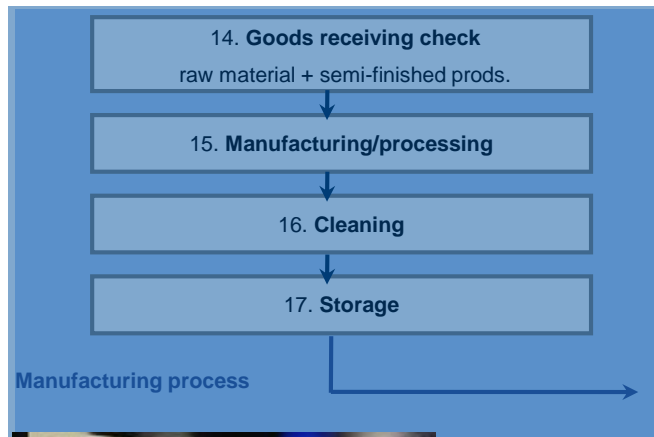 14. Goods receiving check
raw material + semi-finished prods.
15. Manufacturing/processing
16. Cleaning
17. Storage
Manufacturing process